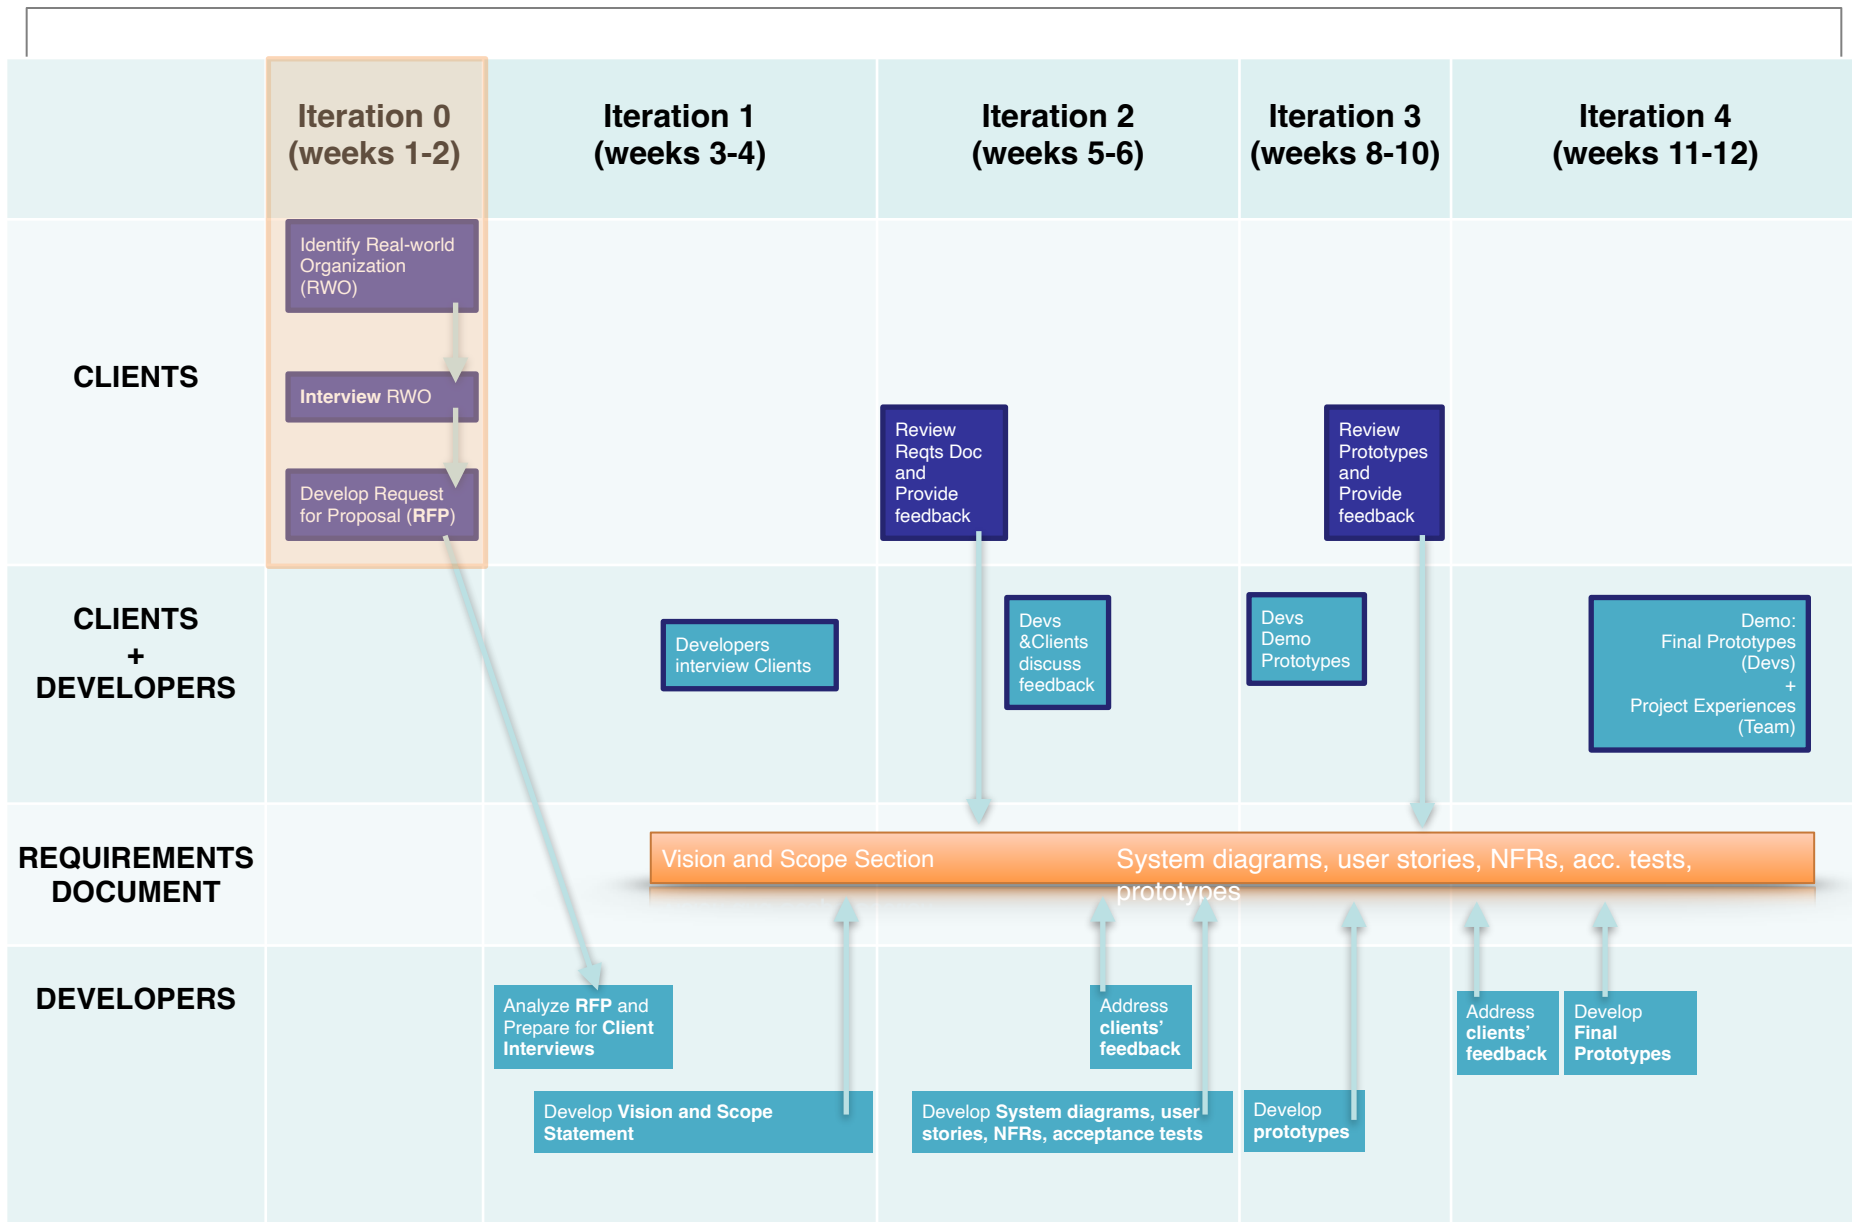 Iteration 0
(weeks 1-2)
Iteration 1
(weeks 3-4)
Iteration 2
(weeks 5-6)
Iteration 3
(weeks 8-10)
Iteration 4
(weeks 11-12)
CLIENTS
Identify Real-world
Organization
(RWO)
Interview RWO
Develop Request
for Proposal (RFP)
Review
Reqts Doc
and
Provide
feedback
Review
Prototypes
and
Provide
feedback
CLIENTS
+
DEVELOPERS
Developers
interview Clients
Devs
&Clients
discuss
feedback
Devs
Demo
Prototypes
Demo:
Final Prototypes
(Devs)
+
Project Experiences
(Team)
REQUIREMENTS
DOCUMENT
Vision and Scope Section
System diagrams, user stories, NFRs, acc. tests,
prototypes
DEVELOPERS
Analyze RFP and
Prepare for Client
Interviews
Develop Vision and Scope
Statement
Address
clients’
feedback
Develop System diagrams, user
stories, NFRs, acceptance tests
Develop
prototypes
Address
clients’
feedback
Develop
Final
Prototypes